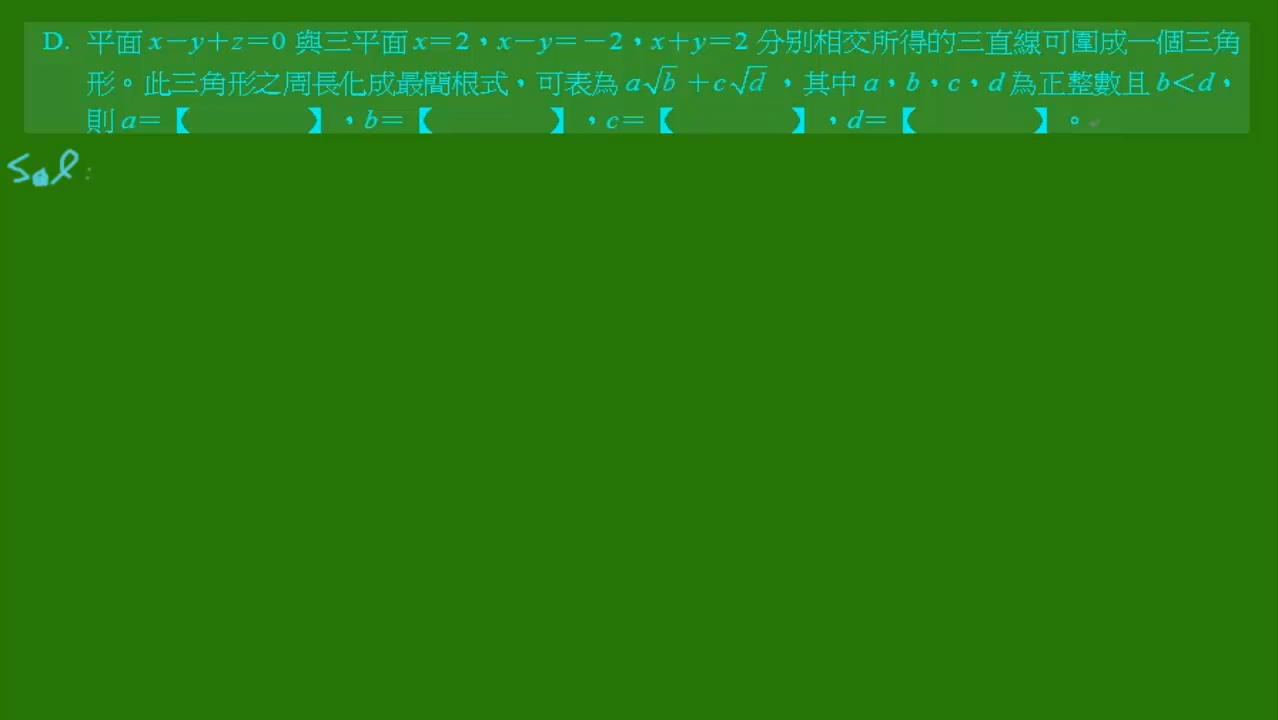 D. 平面 x－y＋z＝0 與三平面 x＝2，x－y＝－2，x＋y＝2 分別相交所得的三直線可圍成一個三角
形。此三角形之周長化成最簡根式，可表為 a√b ＋c√d ，其中 a，b，c，d 為正整數且 b＜d，
則 a＝【　　　　】，b＝【　　　　】，c＝【　　　　】，d＝【　　　　】。
Sol: